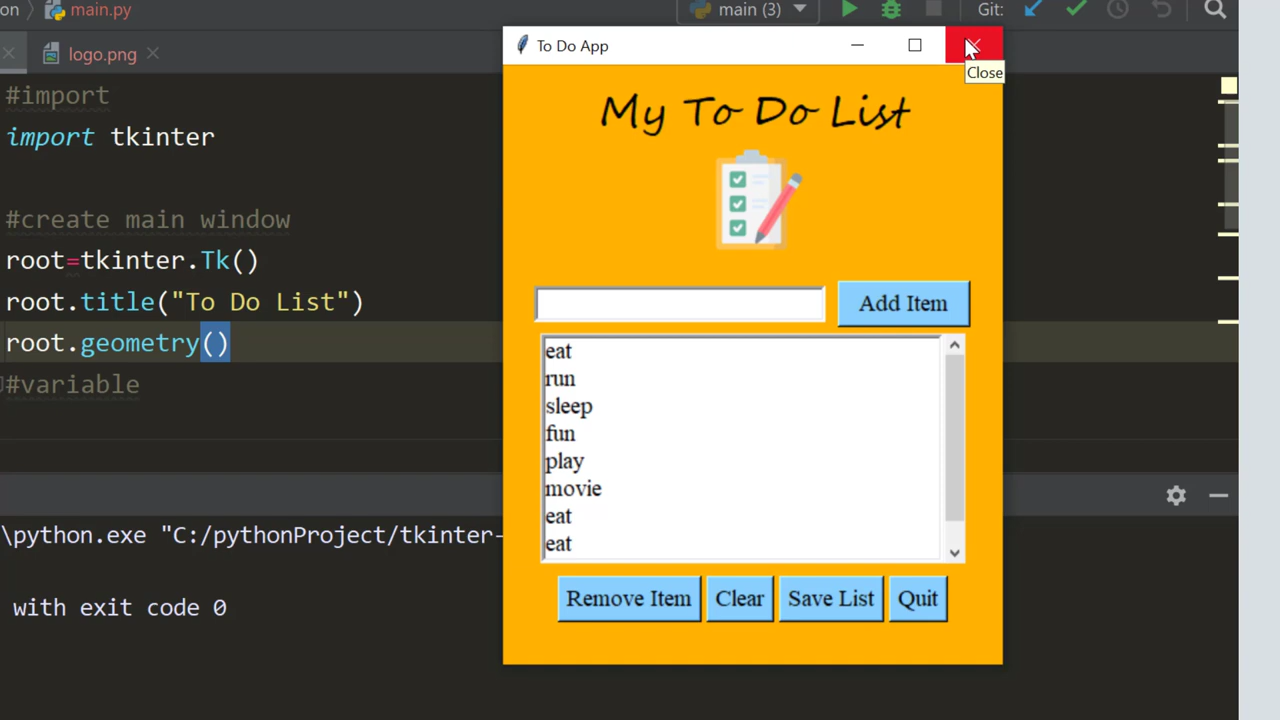 on
main.py
main (3)
Git:
logo.png
#import
import tkinter
#create main window
root=tkinter.Tk()
root.title("To Do List")
root.geometry()
#variable
\python.exe "C:/pythonProject/tkinter-
with exit code 0
To Do App
Close
My To Do List
Add Item
eat
run
sleep
fun
play
movie
eat
eat
Remove Item
Clear
Save List
Quit